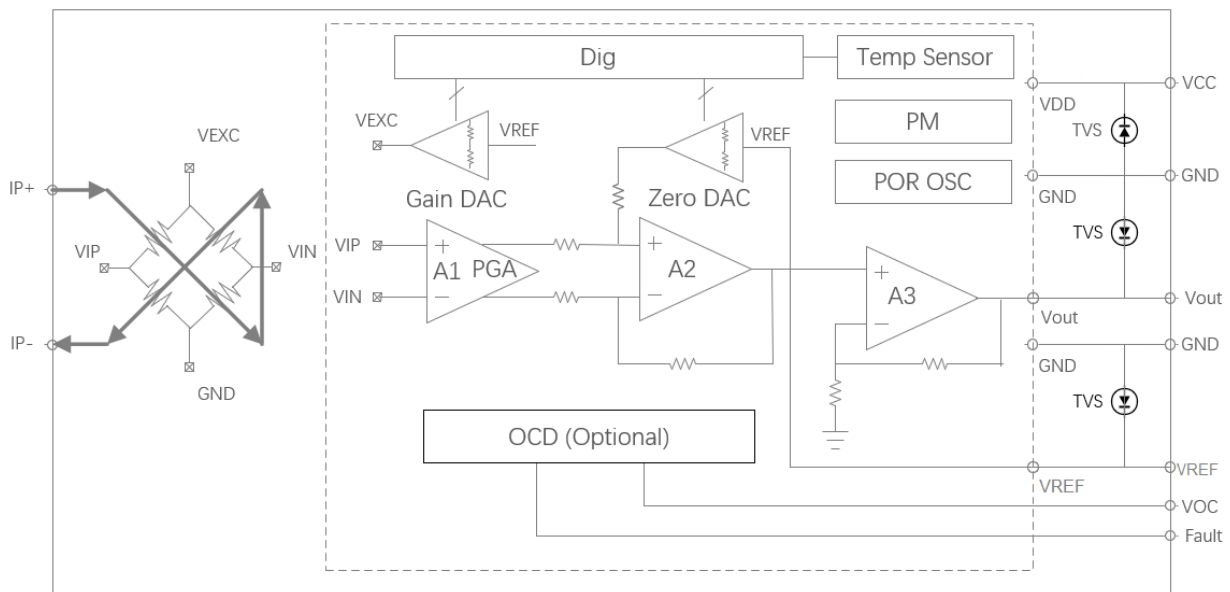 Dig
Temp Sensor
VCC
VDD
VEXC
VREF
VREF
PM
TVS
VEXC
IP+
Gain DAC
Zero DAC
POR OSC
GND
GND
VIP
VIN
VIP
+
A1
PGA
+
A2
TVS
+
A3
VIN
−
−
−
Vout
Vout
IP-
GND
GND
GND
TVS
OCD (Optional)
VREF
VREF
VOC
Fault